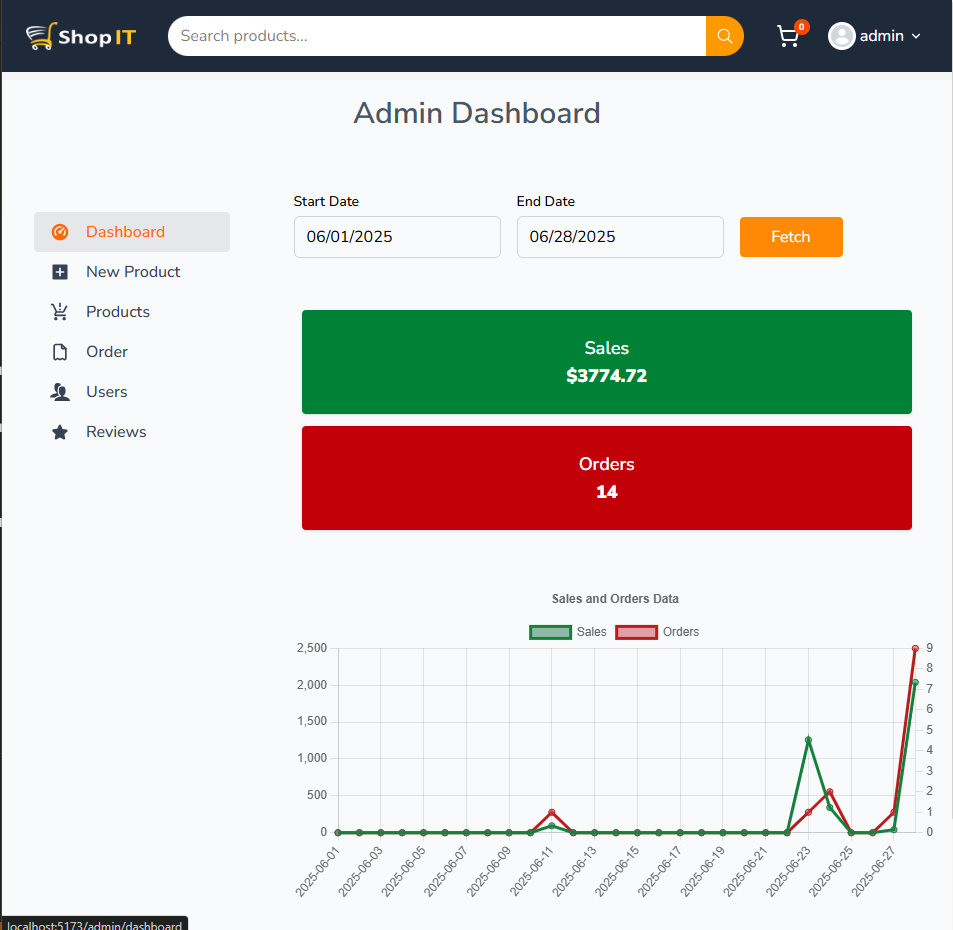 ShopIT
Search products...
0
admin
Admin Dashboard
Start Date
End Date
06/01/2025
06/28/2025
Fetch
Dashboard
New Product
Products
Order
Users
Reviews
Sales
$3774.72
Orders
14
Sales and Orders Data
Sales
Orders
2,500
2,000
1,500
1,000
500
0
9
8
7
6
5
4
3
2
1
0
2025-06-01
2025-06-03
2025-06-05
2025-06-07
2025-06-09
2025-06-11
2025-06-13
2025-06-15
2025-06-17
2025-06-19
2025-06-21
2025-06-23
2025-06-25
2025-06-27
localhost:5173/admin/dashboard